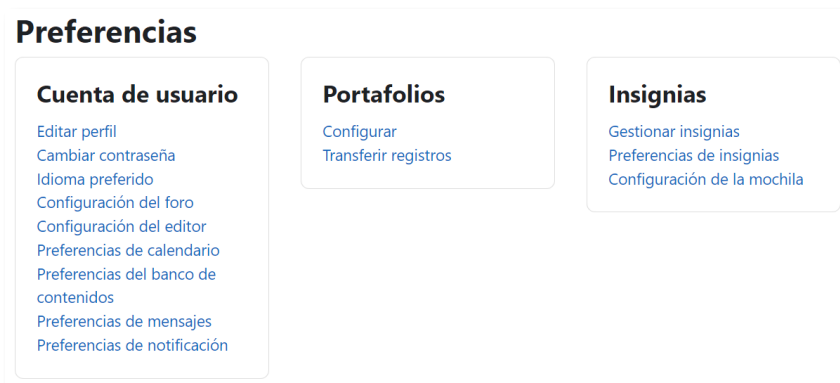 Preferencias
Cuenta de usuario
Editar perfil
Cambiar contraseña
Idioma preferido
Configuración del foro
Configuración del editor
Preferencias de calendario
Preferencias del banco de
contenidos
Preferencias de mensajes
Preferencias de notificación
Portafolios
Configurar
Transferir registros
Insignias
Gestionar insignias
Preferencias de insignias
Configuración de la mochila